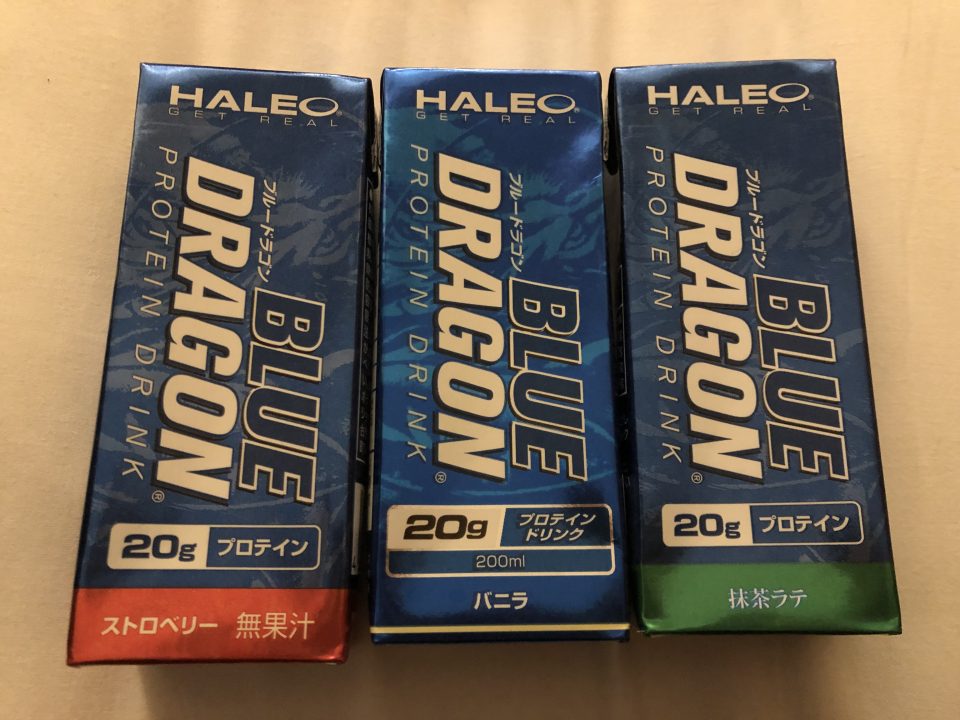 HALEO
GET REAL
ブルードラゴン
BLUE
DRAGON
PROTEIN DRINK
20g プロテイン
ストロベリー 無果汁
HALEO
GET REAL
ブルードラゴン
BLUE
DRAGON
PROTEIN DRINK
20g プロテイン
ドリンク
200ml
バニラ
HALEO
GET REAL
ブルードラゴン
BLUE
DRAGON
PROTEIN DRINK
20g プロテイン
抹茶ラテ